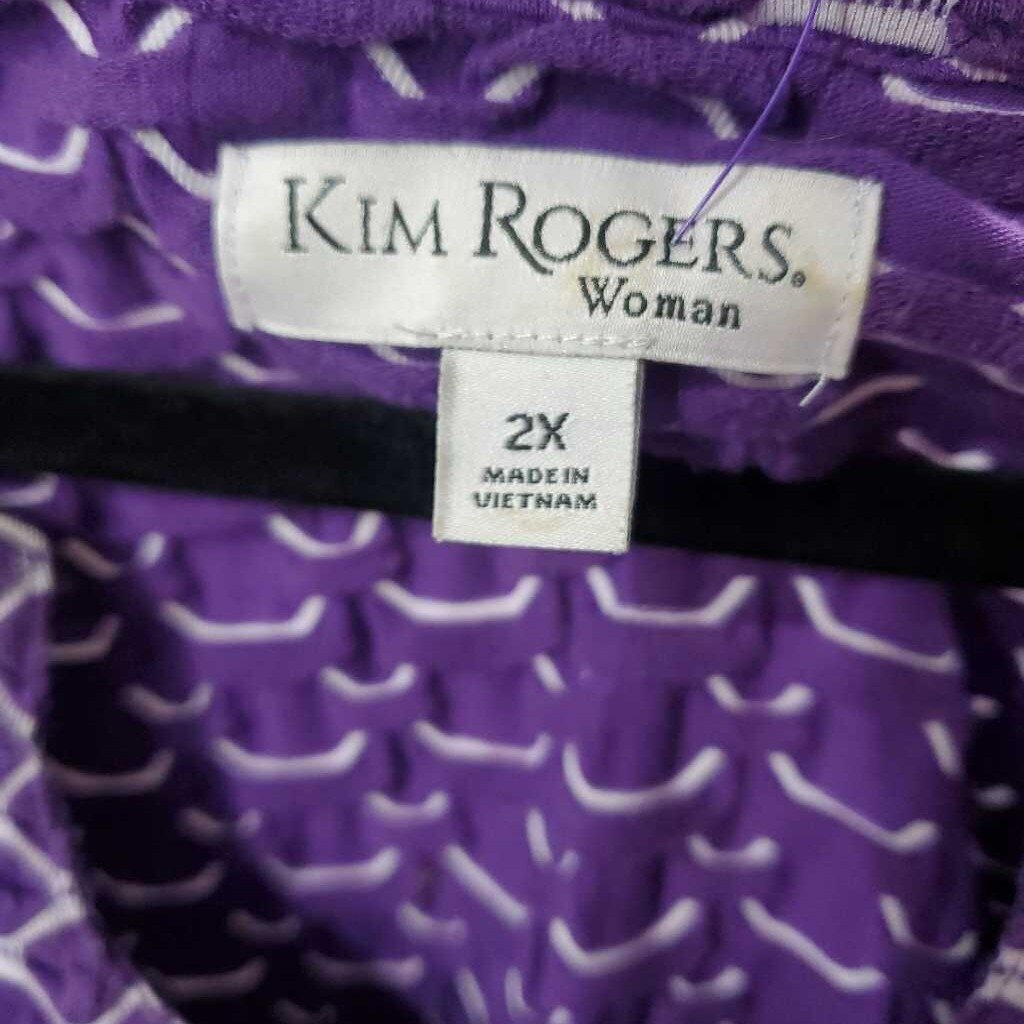 KIM ROGERS.
Woman
2X
MADE IN
VIETNAM